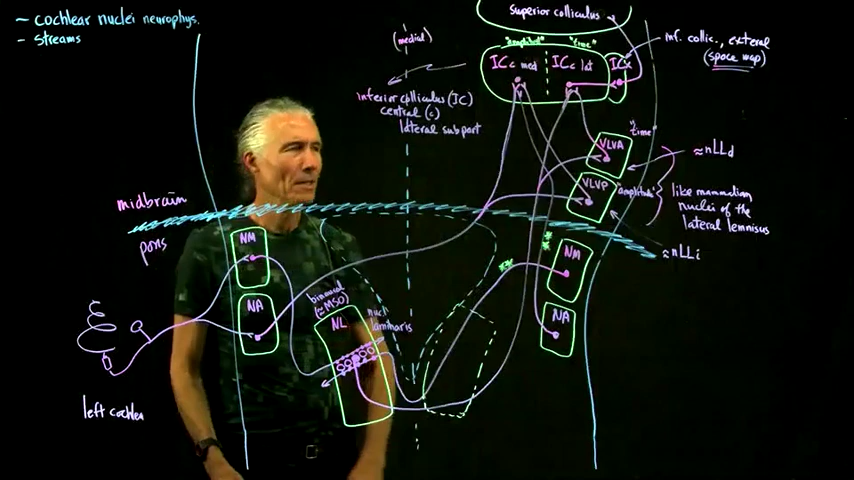 ~ cochlear nuclei neurophys.
- streams
superior colliculus
(medial)
"amplitude" "time"
ICc med
ICc lat
ICx
inf. collic., exteral
(space map)
inferior colliculus (IC)
central (c)
lateral subpart
VLVA
"time"
≈ nLLd
VLVP
"amplitude"
like mammalian
nuclei of the
lateral lemnisus
≈ nLLi
midbrain
pons
NM
NA
binaural
(≈MSO)
NL
nucl
laminaris
NM
NA
left cochlea